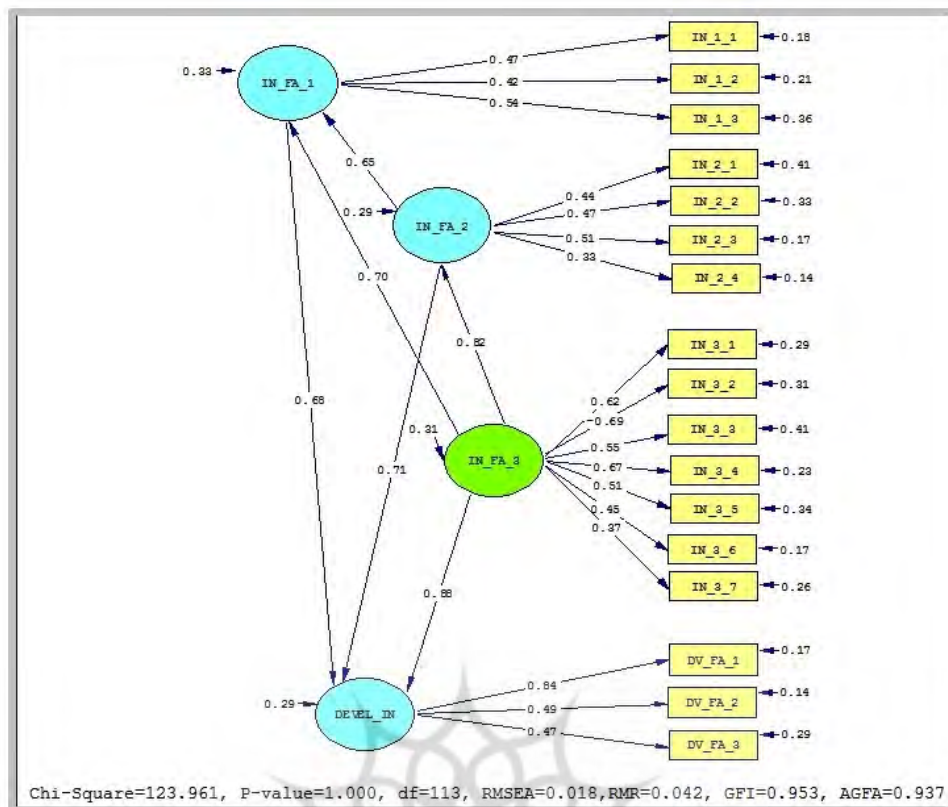 IN_1_1
0.18
0.47
IN_FA_1
0.33
0.42
IN_1_2
0.21
0.54
IN_1_3
0.36
0.65
IN_2_1
0.41
0.44
0.29
IN_FA_2
0.47
IN_2_2
0.33
0.51
IN_2_3
0.17
0.33
IN_2_4
0.14
0.70
0.82
IN_3_1
0.29
0.62
IN_3_2
0.31
0.69
0.68
0.31
IN_FA_3
0.55
IN_3_3
0.41
0.71
0.67
IN_3_4
0.23
0.51
IN_3_5
0.34
0.45
IN_3_6
0.17
0.37
IN_3_7
0.26
0.88
DV_FA_1
0.17
0.84
0.29
DEVEL_IN
0.49
DV_FA_2
0.14
0.47
DV_FA_3
0.29
Chi-Square=123.961, P-value=1.000, df=113, RMSEA=0.018,RMR=0.042, GFI=0.953, AGFA=0.937